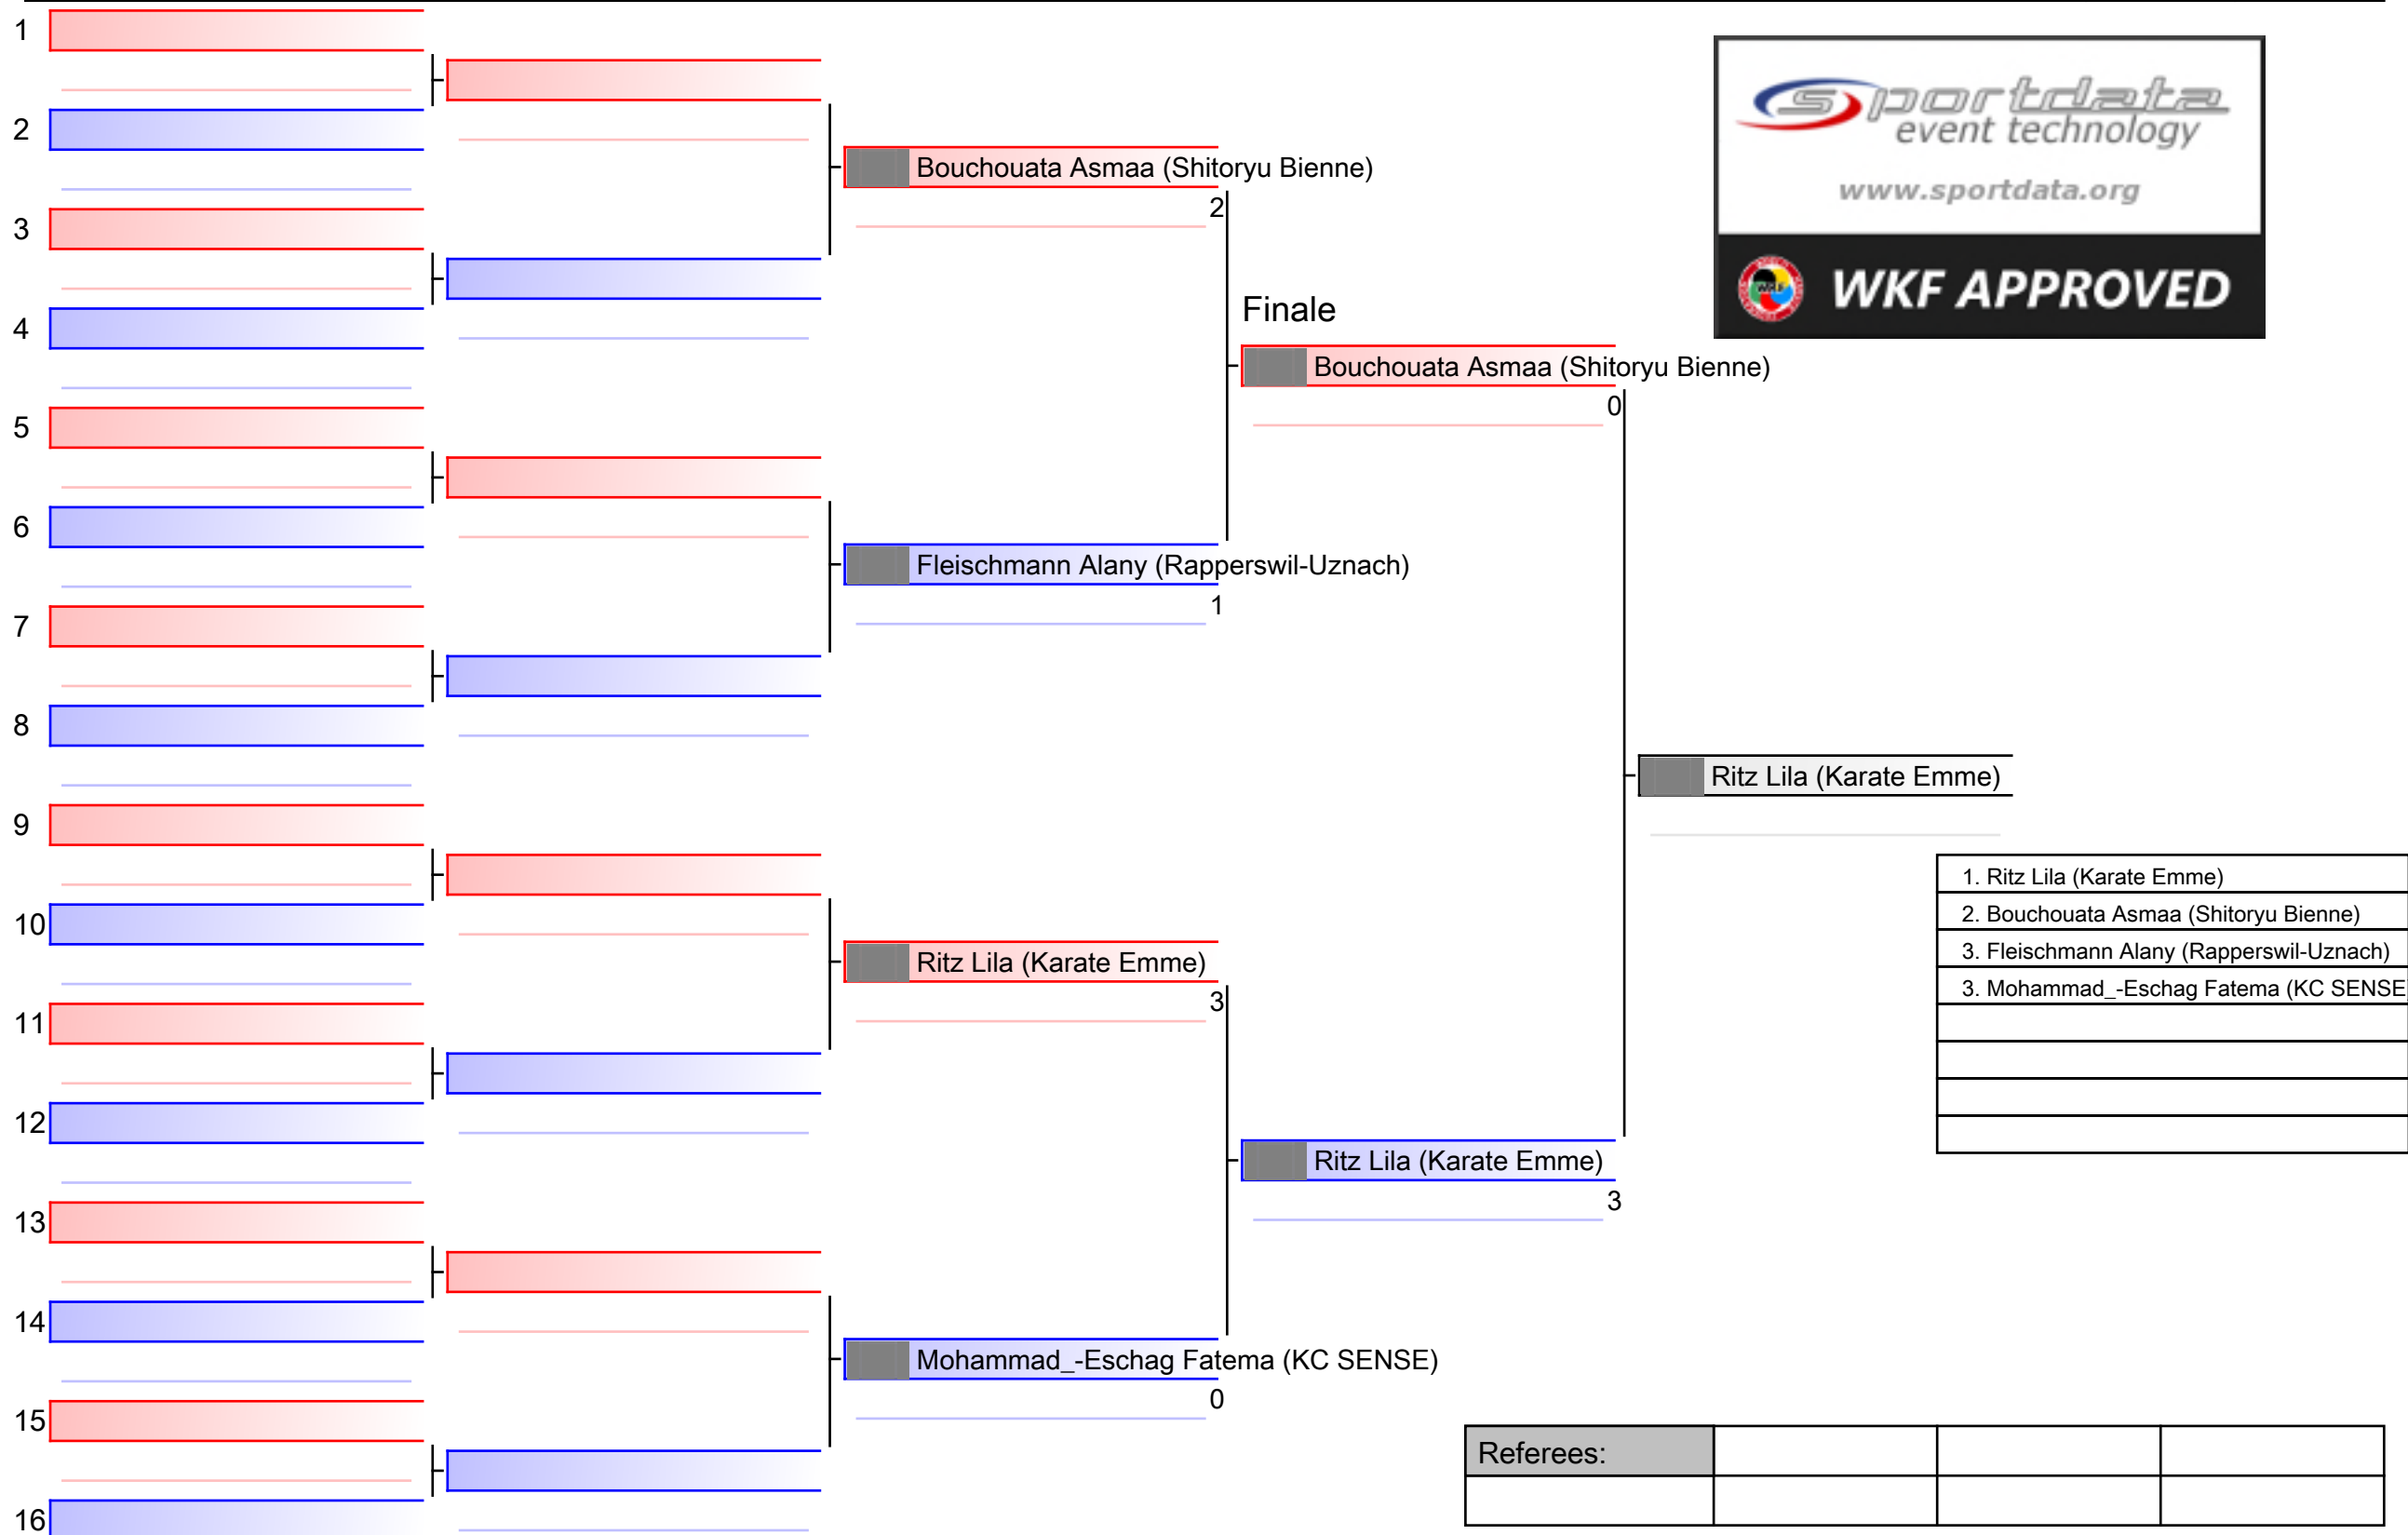 1
2
3
4
5
6
7
8
9
10
11
12
13
14
15
16
Bouchouata Asmaa (Shitoryu Bienne)
2
Fleischmann Alany (Rapperswil-Uznach)
1
Ritz Lila (Karate Emme)
3
Mohammad_-Eschag Fatema (KC SENSE)
0
Finale
Bouchouata Asmaa (Shitoryu Bienne)
0
Ritz Lila (Karate Emme)
3
Ritz Lila (Karate Emme)
sportdata
event technology
www.sportdata.org
WKF
WKF APPROVED
1. Ritz Lila (Karate Emme)
2. Bouchouata Asmaa (Shitoryu Bienne)
3. Fleischmann Alany (Rapperswil-Uznach)
3. Mohammad_-Eschag Fatema (KC SENSE
Referees: